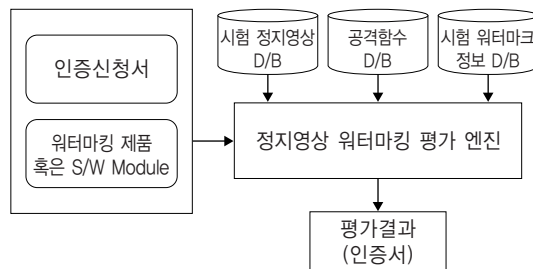 시험 정지영상
D/B
공격함수
D/B
시험 워터마크
정보 D/B
인증신청서
워터마킹 제품
혹은 S/W Module
정지영상 워터마킹 평가 엔진
평가결과
(인증서)